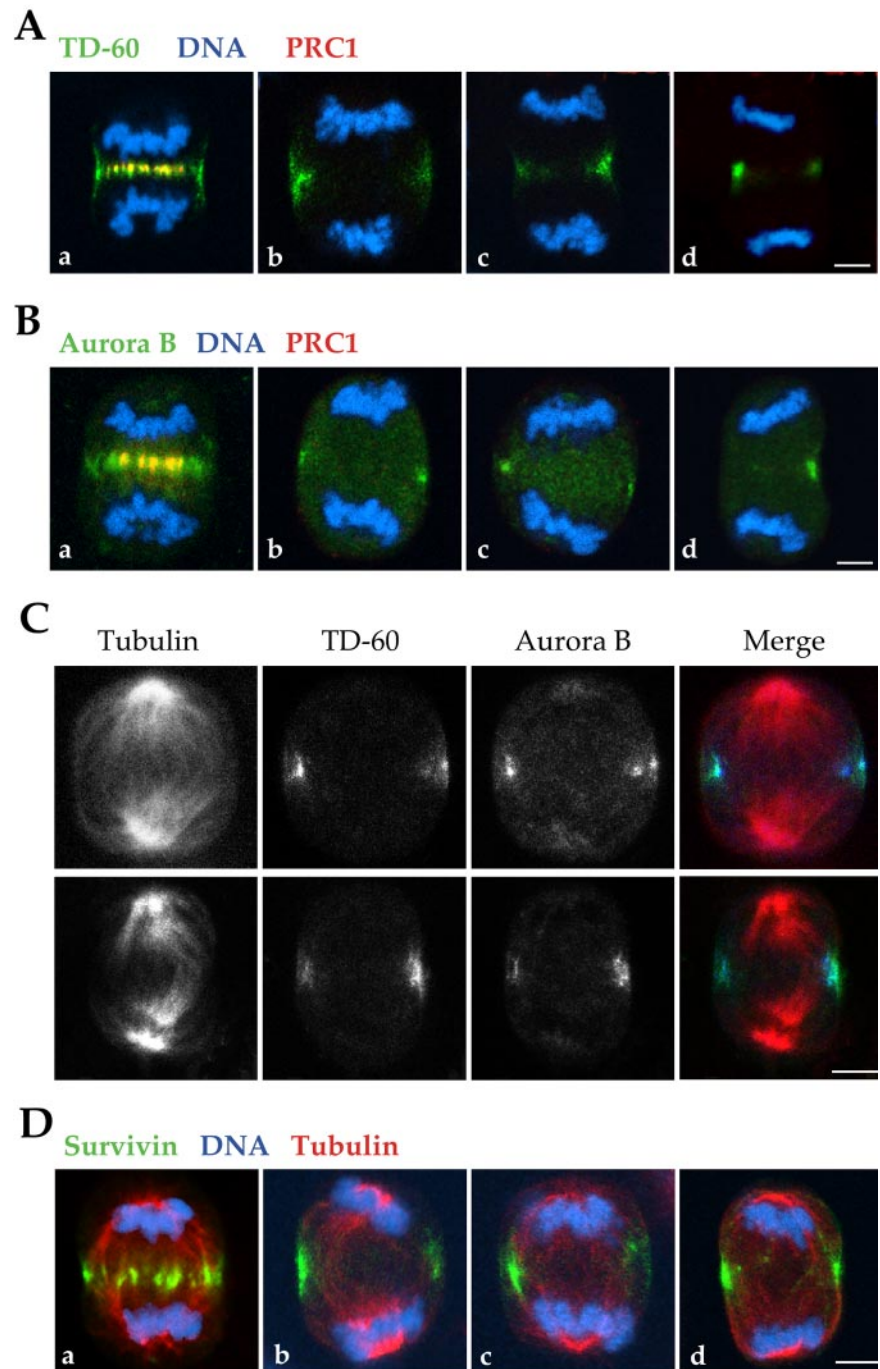 A
TD-60 DNA PRC1
a b c d
B
Aurora B DNA PRC1
a b c d
C
Tubulin TD-60 Aurora B Merge
D
Survivin DNA Tubulin
a b c d